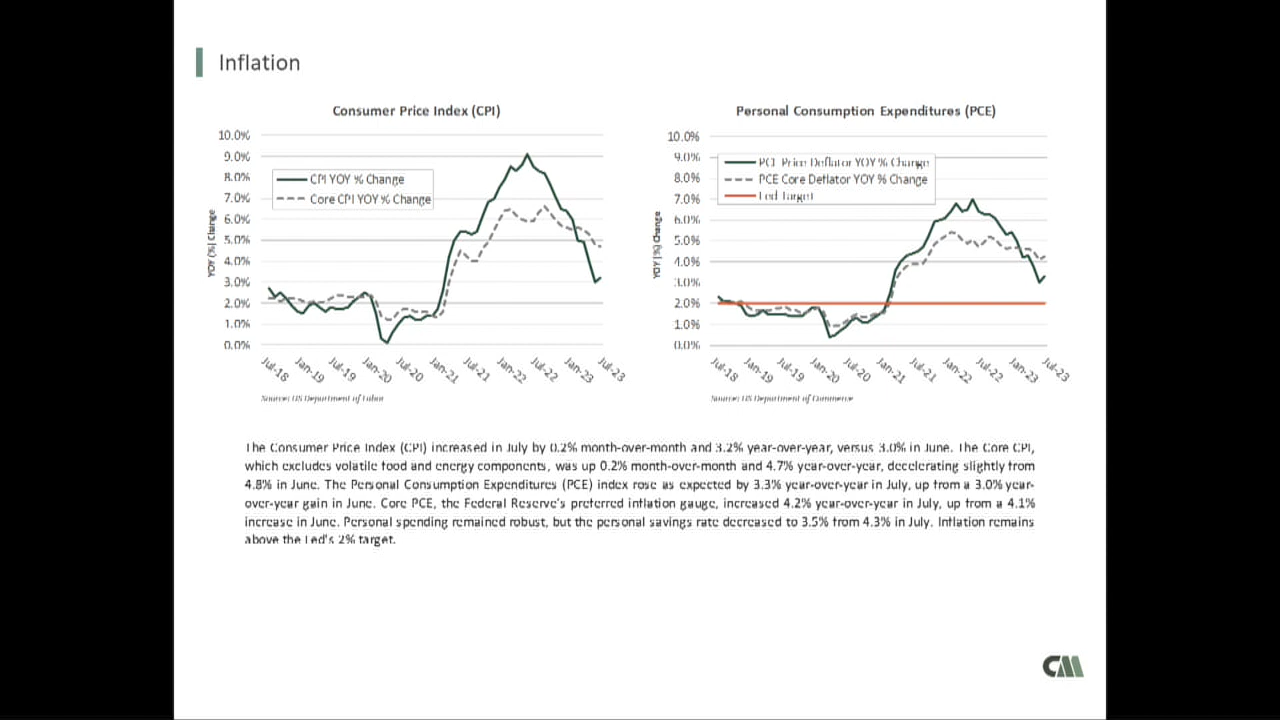 Inflation
Consumer Price Index (CPI)
10.0%
9.0%
8.0%
7.0%
6.0%
5.0%
4.0%
3.0%
2.0%
1.0%
0.0%
YOY (%) Change
CPI YOY % Change
Core CPI YOY % Change
Jul-18
Jan-19
Jul-19
Jan-20
Jul-20
Jan-21
Jul-21
Jan-22
Jul-22
Jan-23
Jul-23
Source: US Department of Labor
Personal Consumption Expenditures (PCE)
10.0%
9.0%
8.0%
7.0%
6.0%
5.0%
4.0%
3.0%
2.0%
1.0%
0.0%
YOY (%) Change
PCE Price Deflator YOY % Change
PCE Core Deflator YOY % Change
Fed Target
Jul-18
Jan-19
Jul-19
Jan-20
Jul-20
Jan-21
Jul-21
Jan-22
Jul-22
Jan-23
Jul-23
Source: US Department of Commerce
The Consumer Price Index (CPI) increased in July by 0.2% month-over-month and 3.2% year-over-year, versus 3.0% in June. The Core CPI,
which excludes volatile food and energy components, was up 0.2% month-over-month and 4.7% year-over-year, decelerating slightly from
4.8% in June. The Personal Consumption Expenditures (PCE) index rose as expected by 3.3% year-over-year in July, up from a 3.0% year-
over-year gain in June. Core PCE, the Federal Reserve's preferred inflation gauge, increased 4.2% year-over-year in July, up from a 4.1%
increase in June. Personal spending remained robust, but the personal savings rate decreased to 3.5% from 4.3% in July. Inflation remains
above the Fed's 2% target.
CM